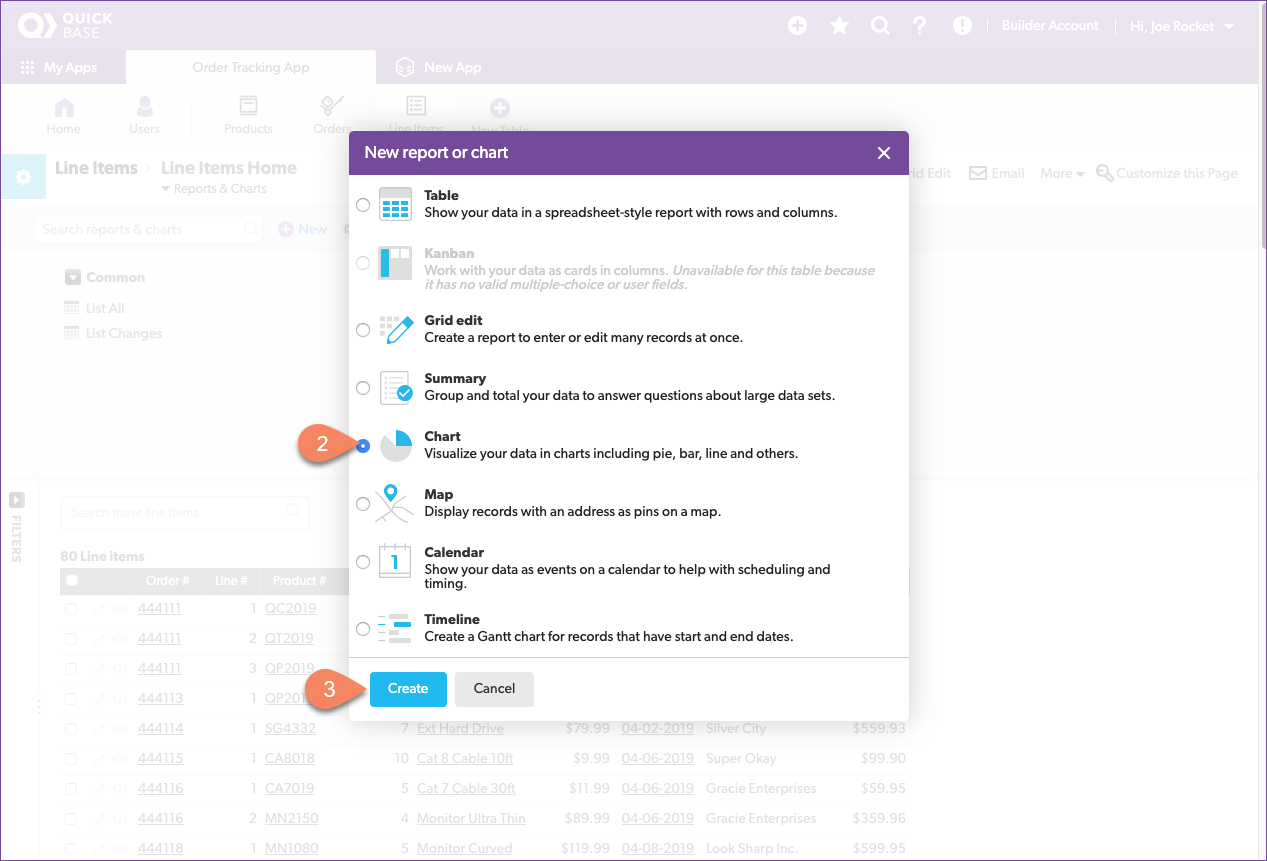 QUICK BASE
Builder Account
Hi, Joe Rocket
My Apps
Order Tracking App
New App
Home
Users
Products
Orders
Line Items
New Table
Line Items
Line Items Home
Reports & Charts
rid Edit
Email
More
Customize this Page
Search reports & charts
New
Common
List All
List Changes
New report or chart
Table
Show your data in a spreadsheet-style report with rows and columns.
Kanban
Work with your data as cards in columns. Unavailable for this table because
it has no valid multiple-choice or user fields.
Grid edit
Create a report to enter or edit many records at once.
Summary
Group and total your data to answer questions about large data sets.
2
Chart
Visualize your data in charts including pie, bar, line and others.
Map
Display records with an address as pins on a map.
1
Calendar
Show your data as events on a calendar to help with scheduling and
timing.
Timeline
Create a Gantt chart for records that have start and end dates.
3
Create
Cancel
FILTERS
Search these line items
80 Line items
Order # Line # Product #
444111 1 QC2019
444111 2 QT2019
444111 3 QP2019
444113 1 QP201
444114 1 SG4332 7 Ext Hard Drive $79.99 04-02-2019 Silver City $559.93
444115 1 CA8018 10 Cat 8 Cable 10ft $9.99 04-06-2019 Super Okay $99.90
444116 1 CA7019 5 Cat 7 Cable 30ft $11.99 04-06-2019 Gracie Enterprises $59.95
444116 2 MN2150 4 Monitor Ultra Thin $89.99 04-06-2019 Gracie Enterprises $359.96
444118 1 MN1080 5 Monitor Curved $119.99 04-08-2019 Look Sharp Inc. $599.95